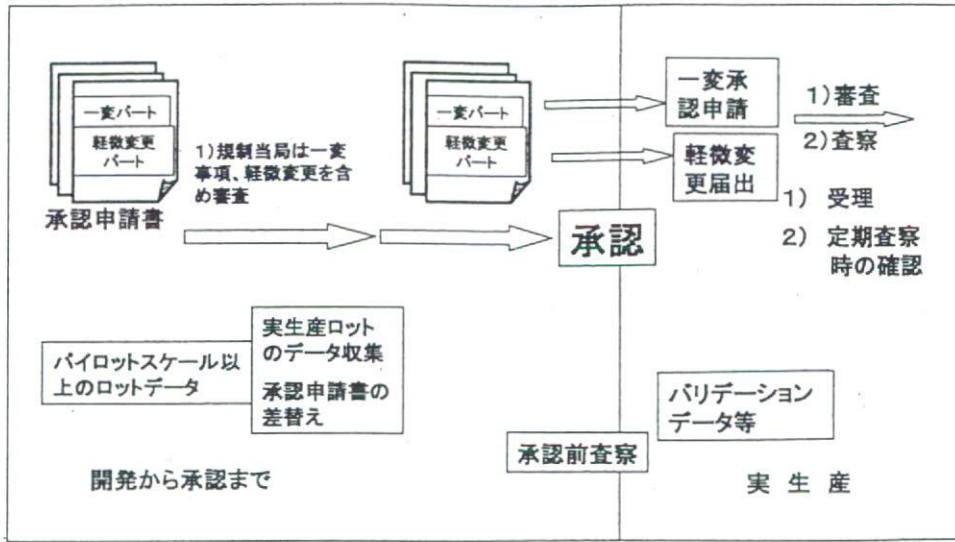 一変パート
軽微変更
パート
承認申請書
1)規制当局は一変
事項、軽微変更を含
め審査
一変パート
軽微変更
パート
一変承
認申請
軽微変
更届出
1)審査
2)査察
1) 受理
2) 定期査察
時の確認
承認
パイロットスケール以
上のロットデータ
実生産ロット
のデータ収集
承認申請書の
差替え
バリデーション
データ等
承認前査察
開発から承認まで
実 生 産